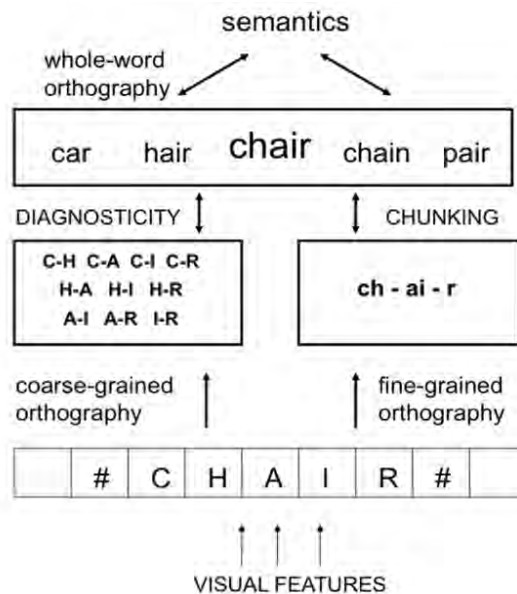 semantics
whole-word
orthography
car hair chair chain pair
DIAGNOSTICITY CHUNKING
C-H C-A C-I C-R
H-A H-I H-R
A-I A-R I-R
ch - ai - r
coarse-grained
orthography
fine-grained
orthography
# C H A I R #
VISUAL FEATURES